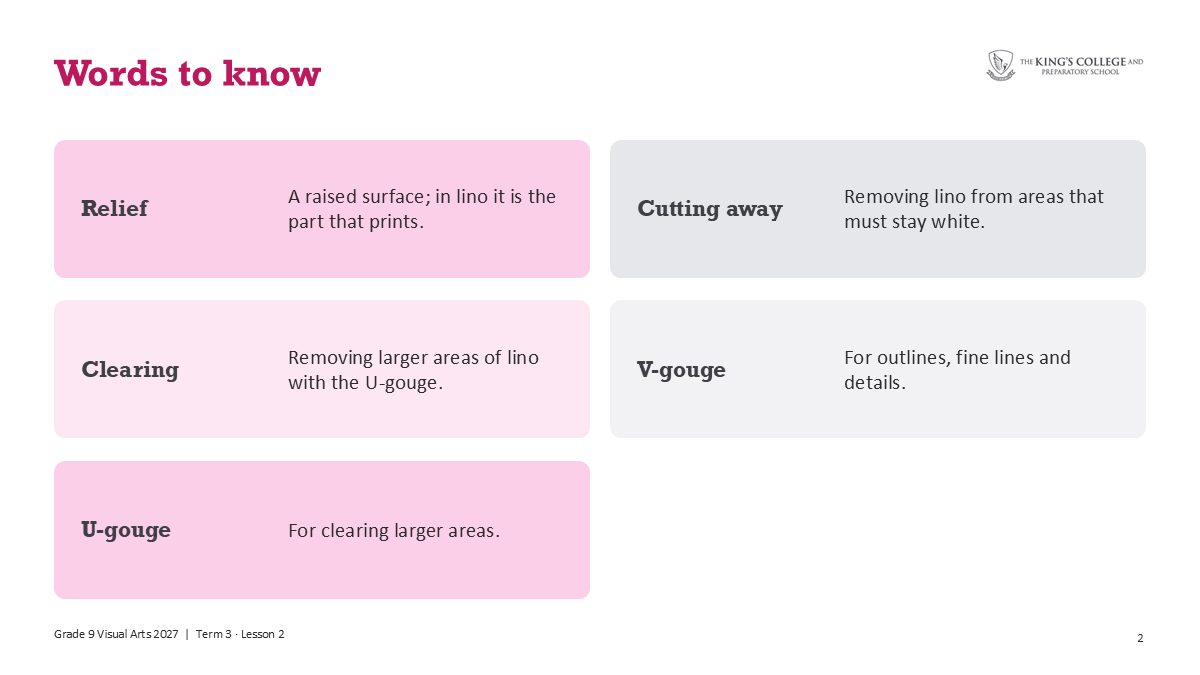 Words to know
THE KING'S COLLEGE AND
PREPARATORY SCHOOL
Relief
A raised surface; in lino it is the
part that prints.
Cutting away
Removing lino from areas that
must stay white.
Clearing
Removing larger areas of lino
with the U-gouge.
V-gouge
For outlines, fine lines and
details.
U-gouge
For clearing larger areas.
Grade 9 Visual Arts 2027 | Term 3 · Lesson 2
2